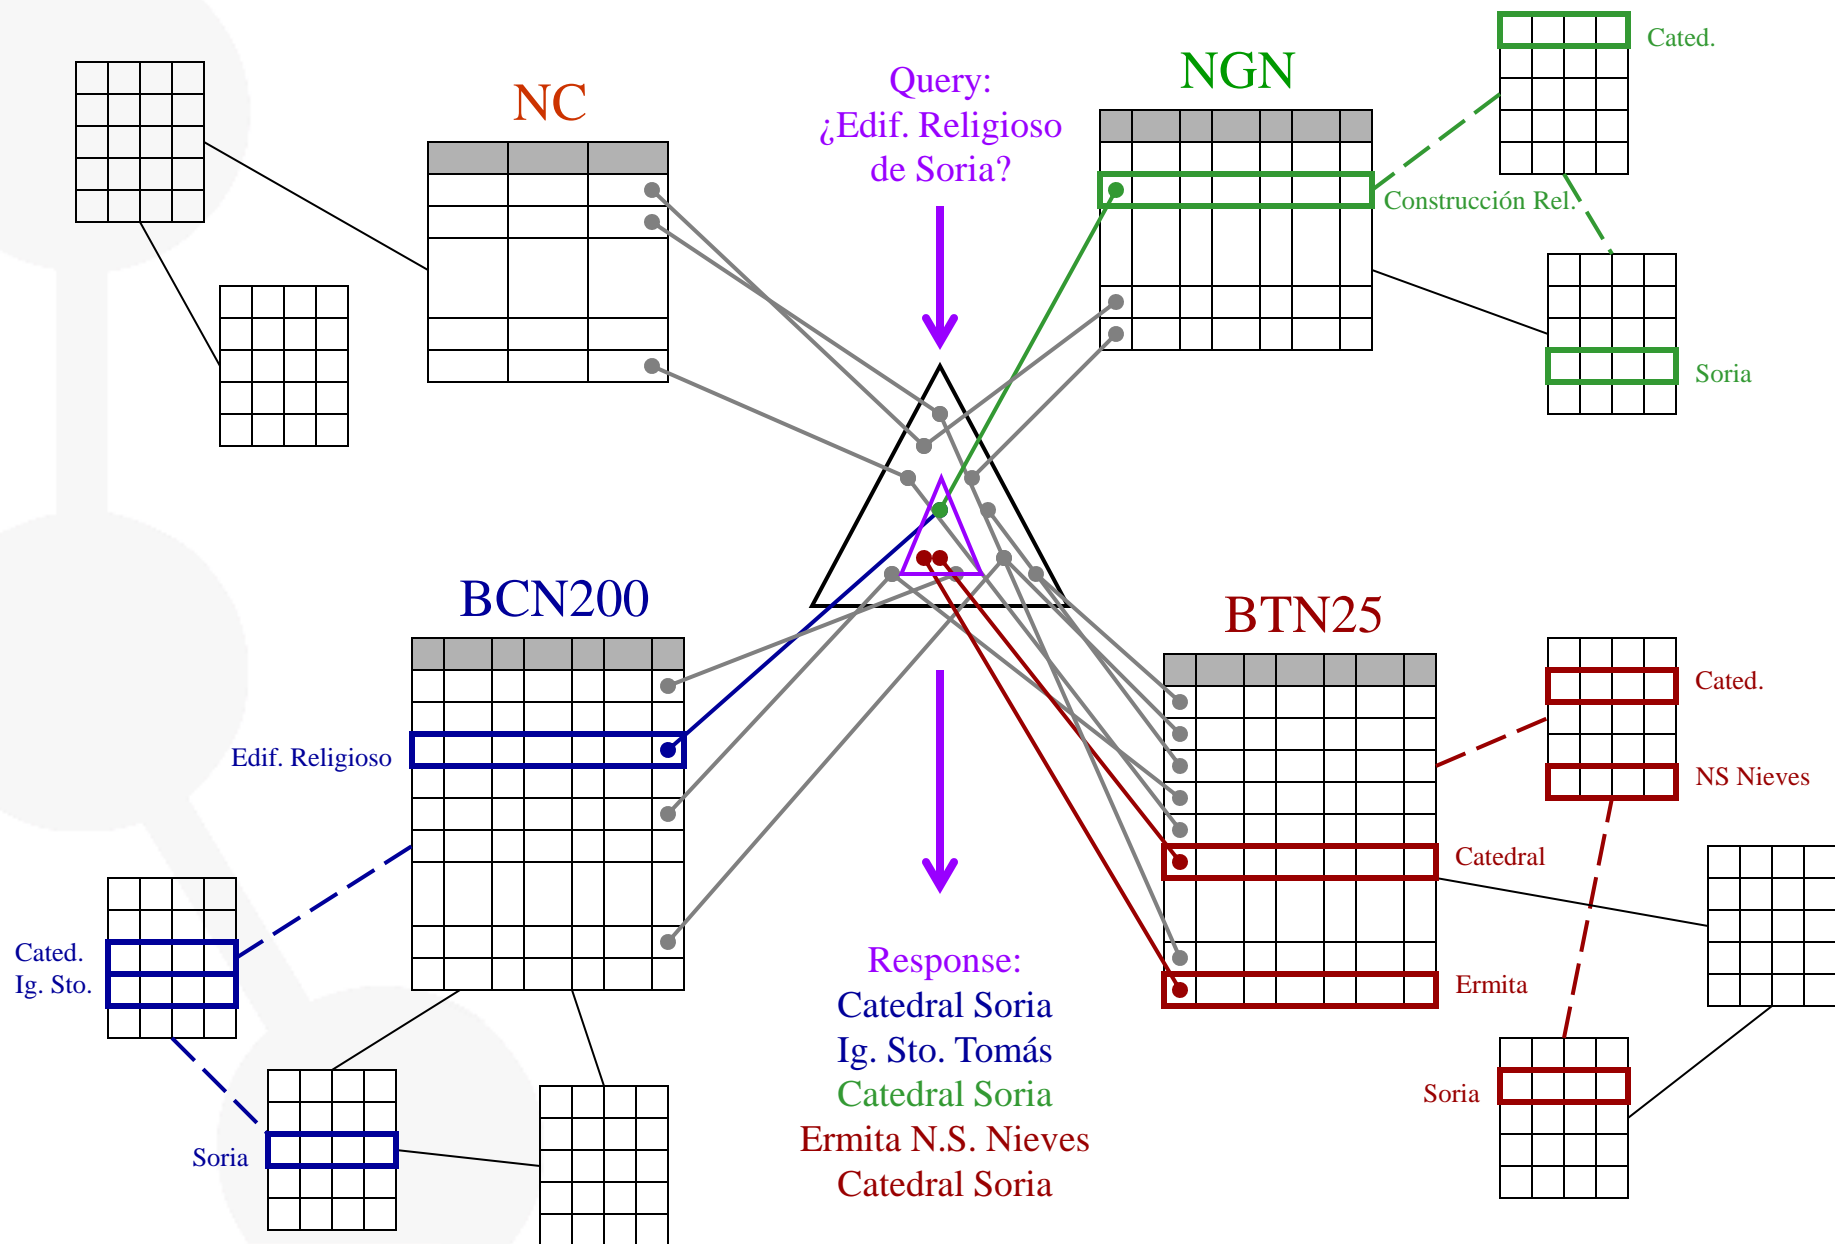 NC
Query:
¿Edif. Religioso
de Soria?
NGN
Cated.
Construcción Rel.
Soria
BCN200
Edif. Religioso
Cated.
Ig. Sto.
Soria
BTN25
Cated.
NS Nieves
Catedral
Ermita
Soria
Response:
Catedral Soria
Ig. Sto. Tomás
Catedral Soria
Ermita N.S. Nieves
Catedral Soria